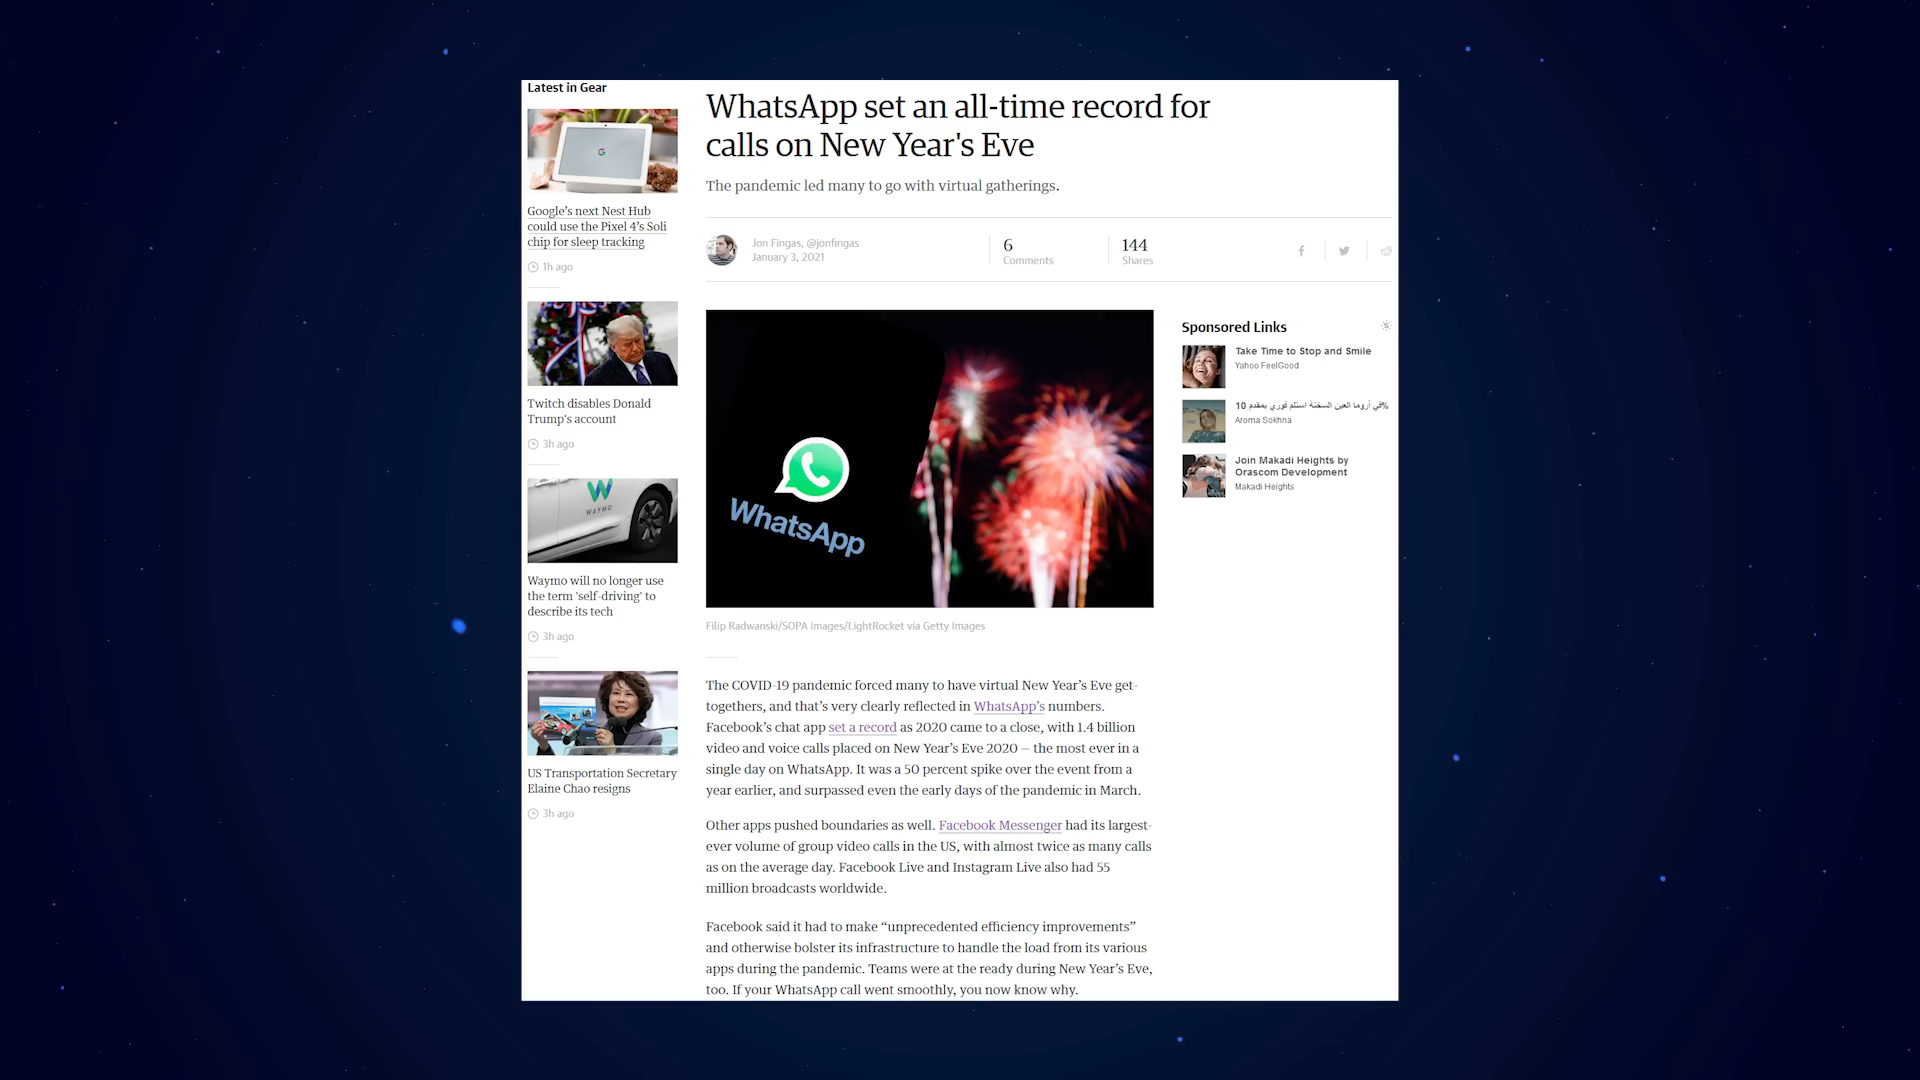 Latest in Gear
Google's next Nest Hub
could use the Pixel 4's Soli
chip for sleep tracking
1h ago
Twitch disables Donald
Trump's account
3h ago
WAYMO
Waymo will no longer use
the term 'self-driving' to
describe its tech
3h ago
US Transportation Secretary
Elaine Chao resigns
3h ago
WhatsApp set an all-time record for
calls on New Year's Eve
The pandemic led many to go with virtual gatherings.
Jon Fingas, @jonfingas
January 3, 2021
6
Comments
144
Shares
WhatsApp
Filip Radwanski/SOPA Images/LightRocket via Getty Images
The COVID-19 pandemic forced many to have virtual New Year's Eve get-
togethers, and that's very clearly reflected in WhatsApp's numbers.
Facebook's chat app set a record as 2020 came to a close, with 1.4 billion
video and voice calls placed on New Year's Eve 2020 — the most ever in a
single day on WhatsApp. It was a 50 percent spike over the event from a
year earlier, and surpassed even the early days of the pandemic in March.
Other apps pushed boundaries as well. Facebook Messenger had its largest-
ever volume of group video calls in the US, with almost twice as many calls
as on the average day. Facebook Live and Instagram Live also had 55
million broadcasts worldwide.
Facebook said it had to make “unprecedented efficiency improvements”
and otherwise bolster its infrastructure to handle the load from its various
apps during the pandemic. Teams were at the ready during New Year's Eve,
too. If your WhatsApp call went smoothly, you now know why.
Sponsored Links
Take Time to Stop and Smile
Yahoo FeelGood
%في أروما العين السخنة استلم فوري بمقدم 10
Aroma Sokhna
Join Makadi Heights by
Orascom Development
Makadi Heights